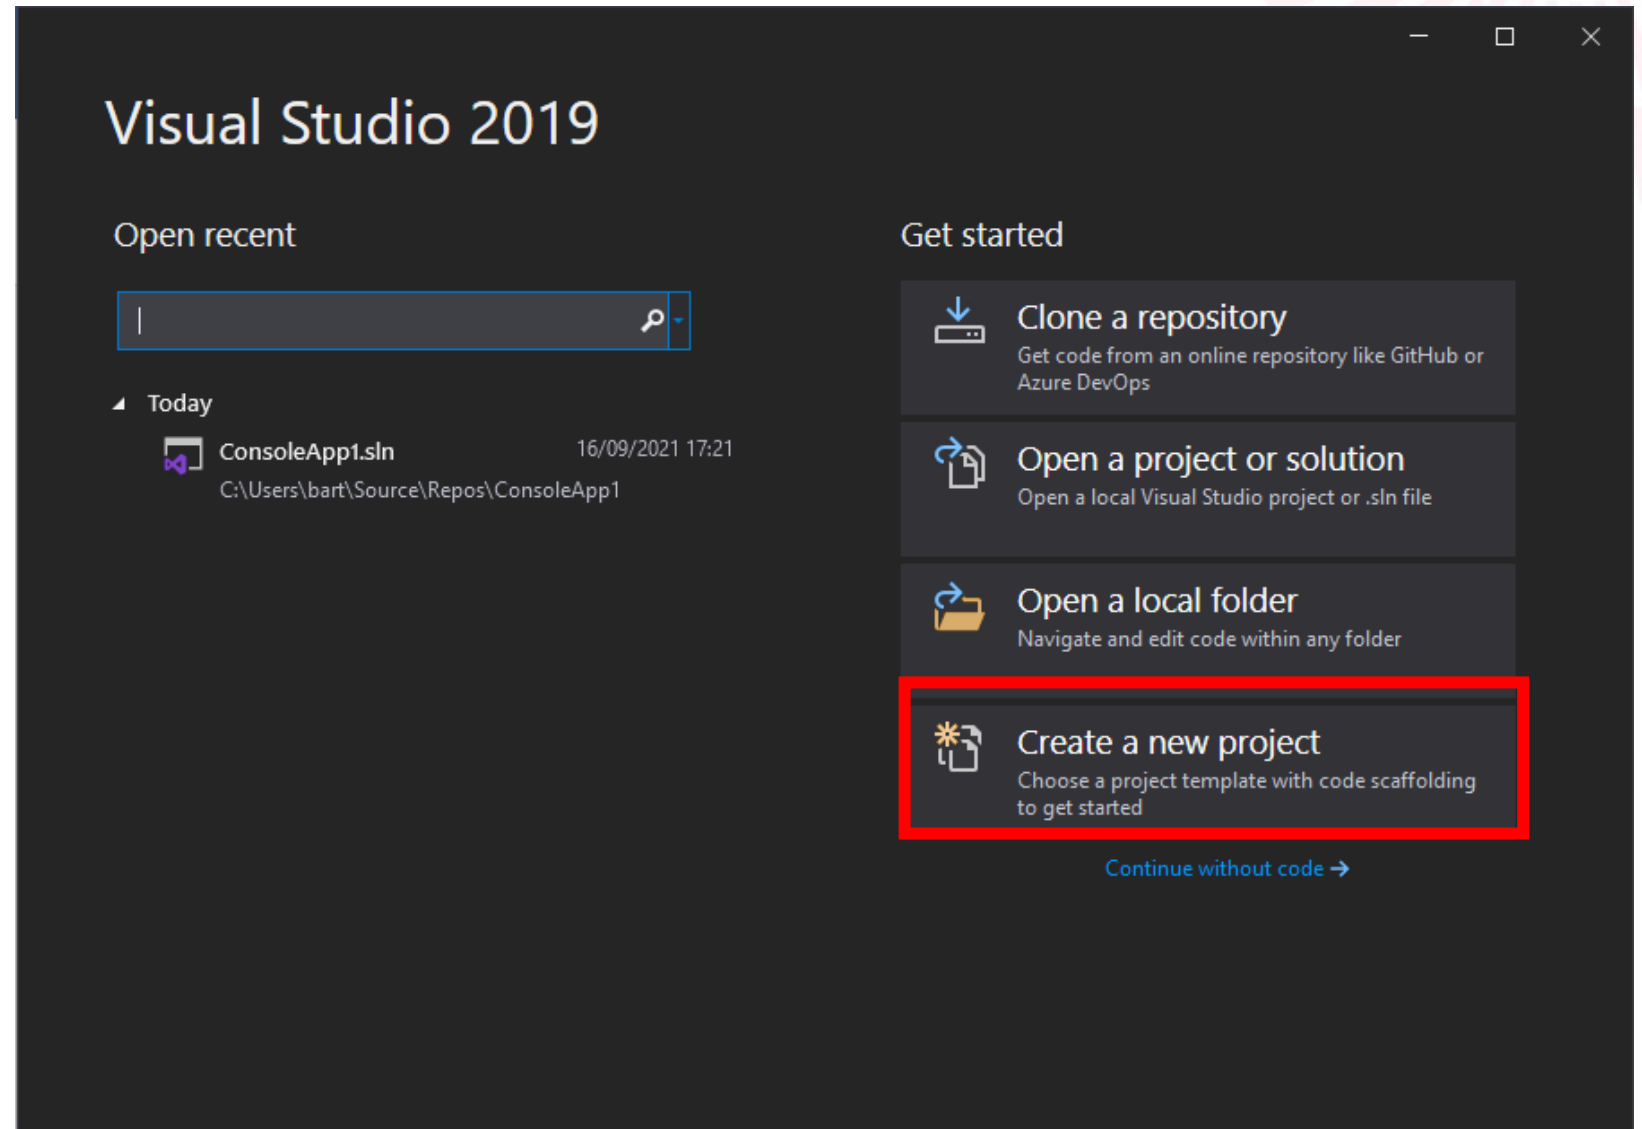 Visual Studio 2019
Open recent
Today
ConsoleApp1.sln 16/09/2021 17:21
C:\Users\bart\Source\Repos\ConsoleApp1
Get started
Clone a repository
Get code from an online repository like GitHub or
Azure DevOps
Open a project or solution
Open a local Visual Studio project or .sln file
Open a local folder
Navigate and edit code within any folder
Create a new project
Choose a project template with code scaffolding
to get started
Continue without code →